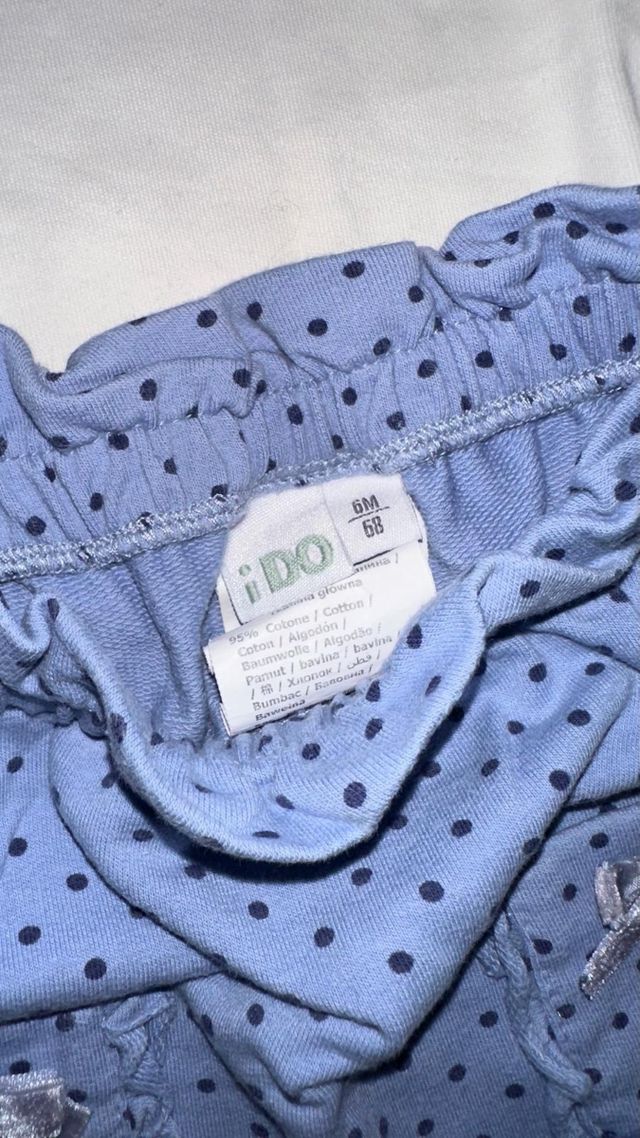 iDO
6M
68
główna
95% Cotone / Cotton /
Coton / Algodón /
Baumwolle / Algodão /
Pamut / bavlna / bavlna
/ 棉 / Хлопок / قطن /
Bumbac / Бавовна /
Bawełna